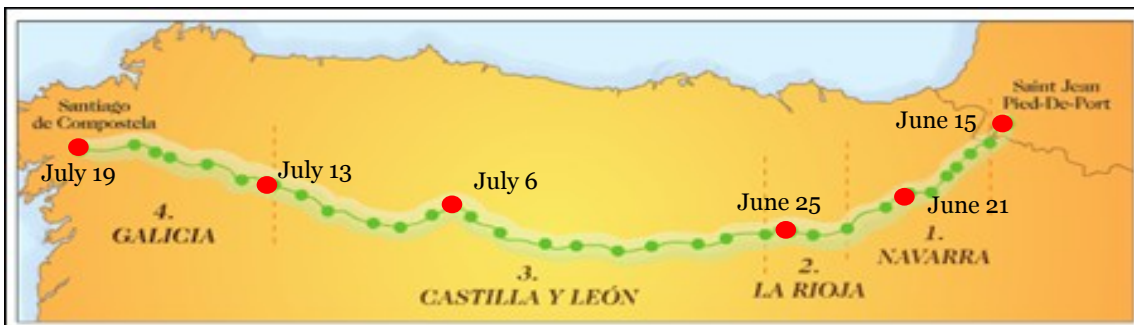 Santiago
de Compostela
July 19
July 13
4.
GALICIA
July 6
3.
CASTILLA Y LEÓN
June 25
2.
LA RIOJA
June 21
1.
NAVARRA
June 15
Saint Jean
Pied-De-Port